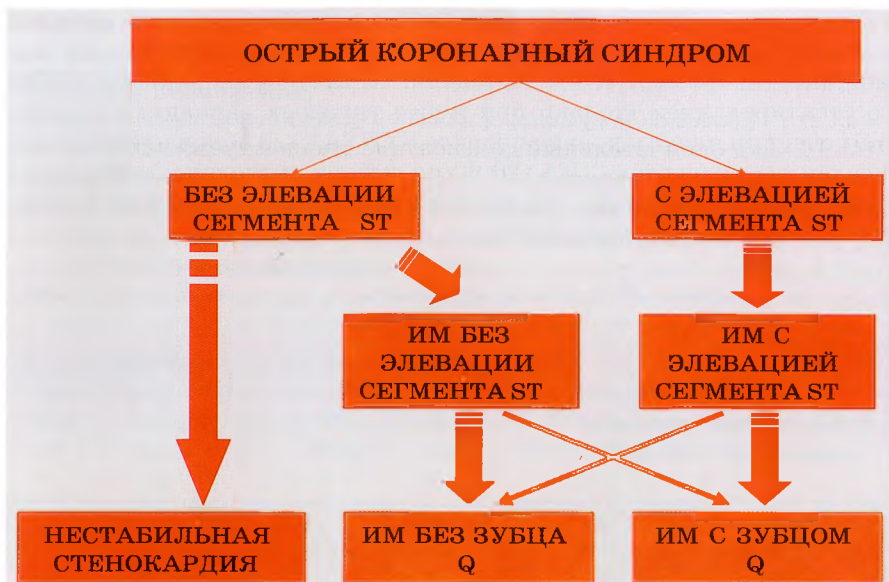 ОСТРЫЙ КОРОНАРНЫЙ СИНДРОМ
БЕЗ ЭЛЕВАЦИИ
СЕГМЕНТА ST
С ЭЛЕВАЦИЕЙ
СЕГМЕНТА ST
ИМ БЕЗ
ЭЛЕВАЦИИ
СЕГМЕНТА ST
ИМ С
ЭЛЕВАЦИЕЙ
СЕГМЕНТА ST
НЕСТАБИЛЬНАЯ
СТЕНОКАРДИЯ
ИМ БЕЗ ЗУБЦА
Q
ИМ С ЗУБЦОМ
Q